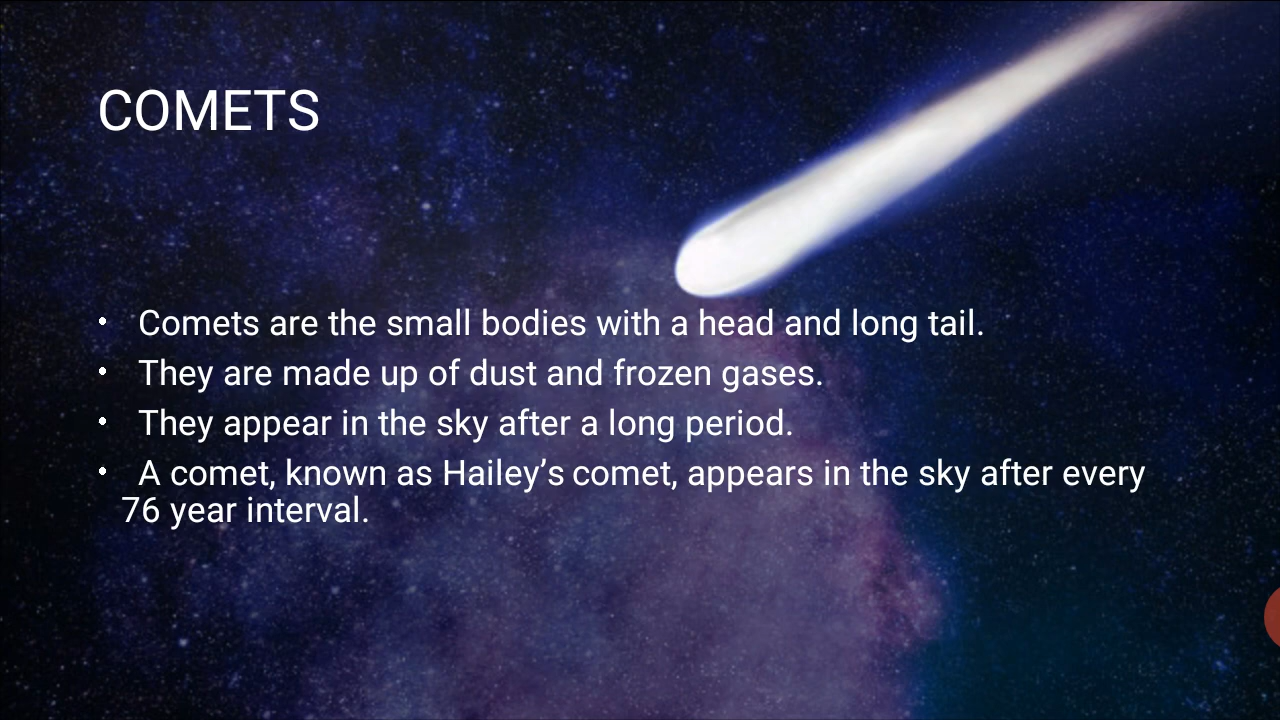 COMETS
• Comets are the small bodies with a head and long tail.
• They are made up of dust and frozen gases.
• They appear in the sky after a long period.
• A comet, known as Hailey’s comet, appears in the sky after every
76 year interval.